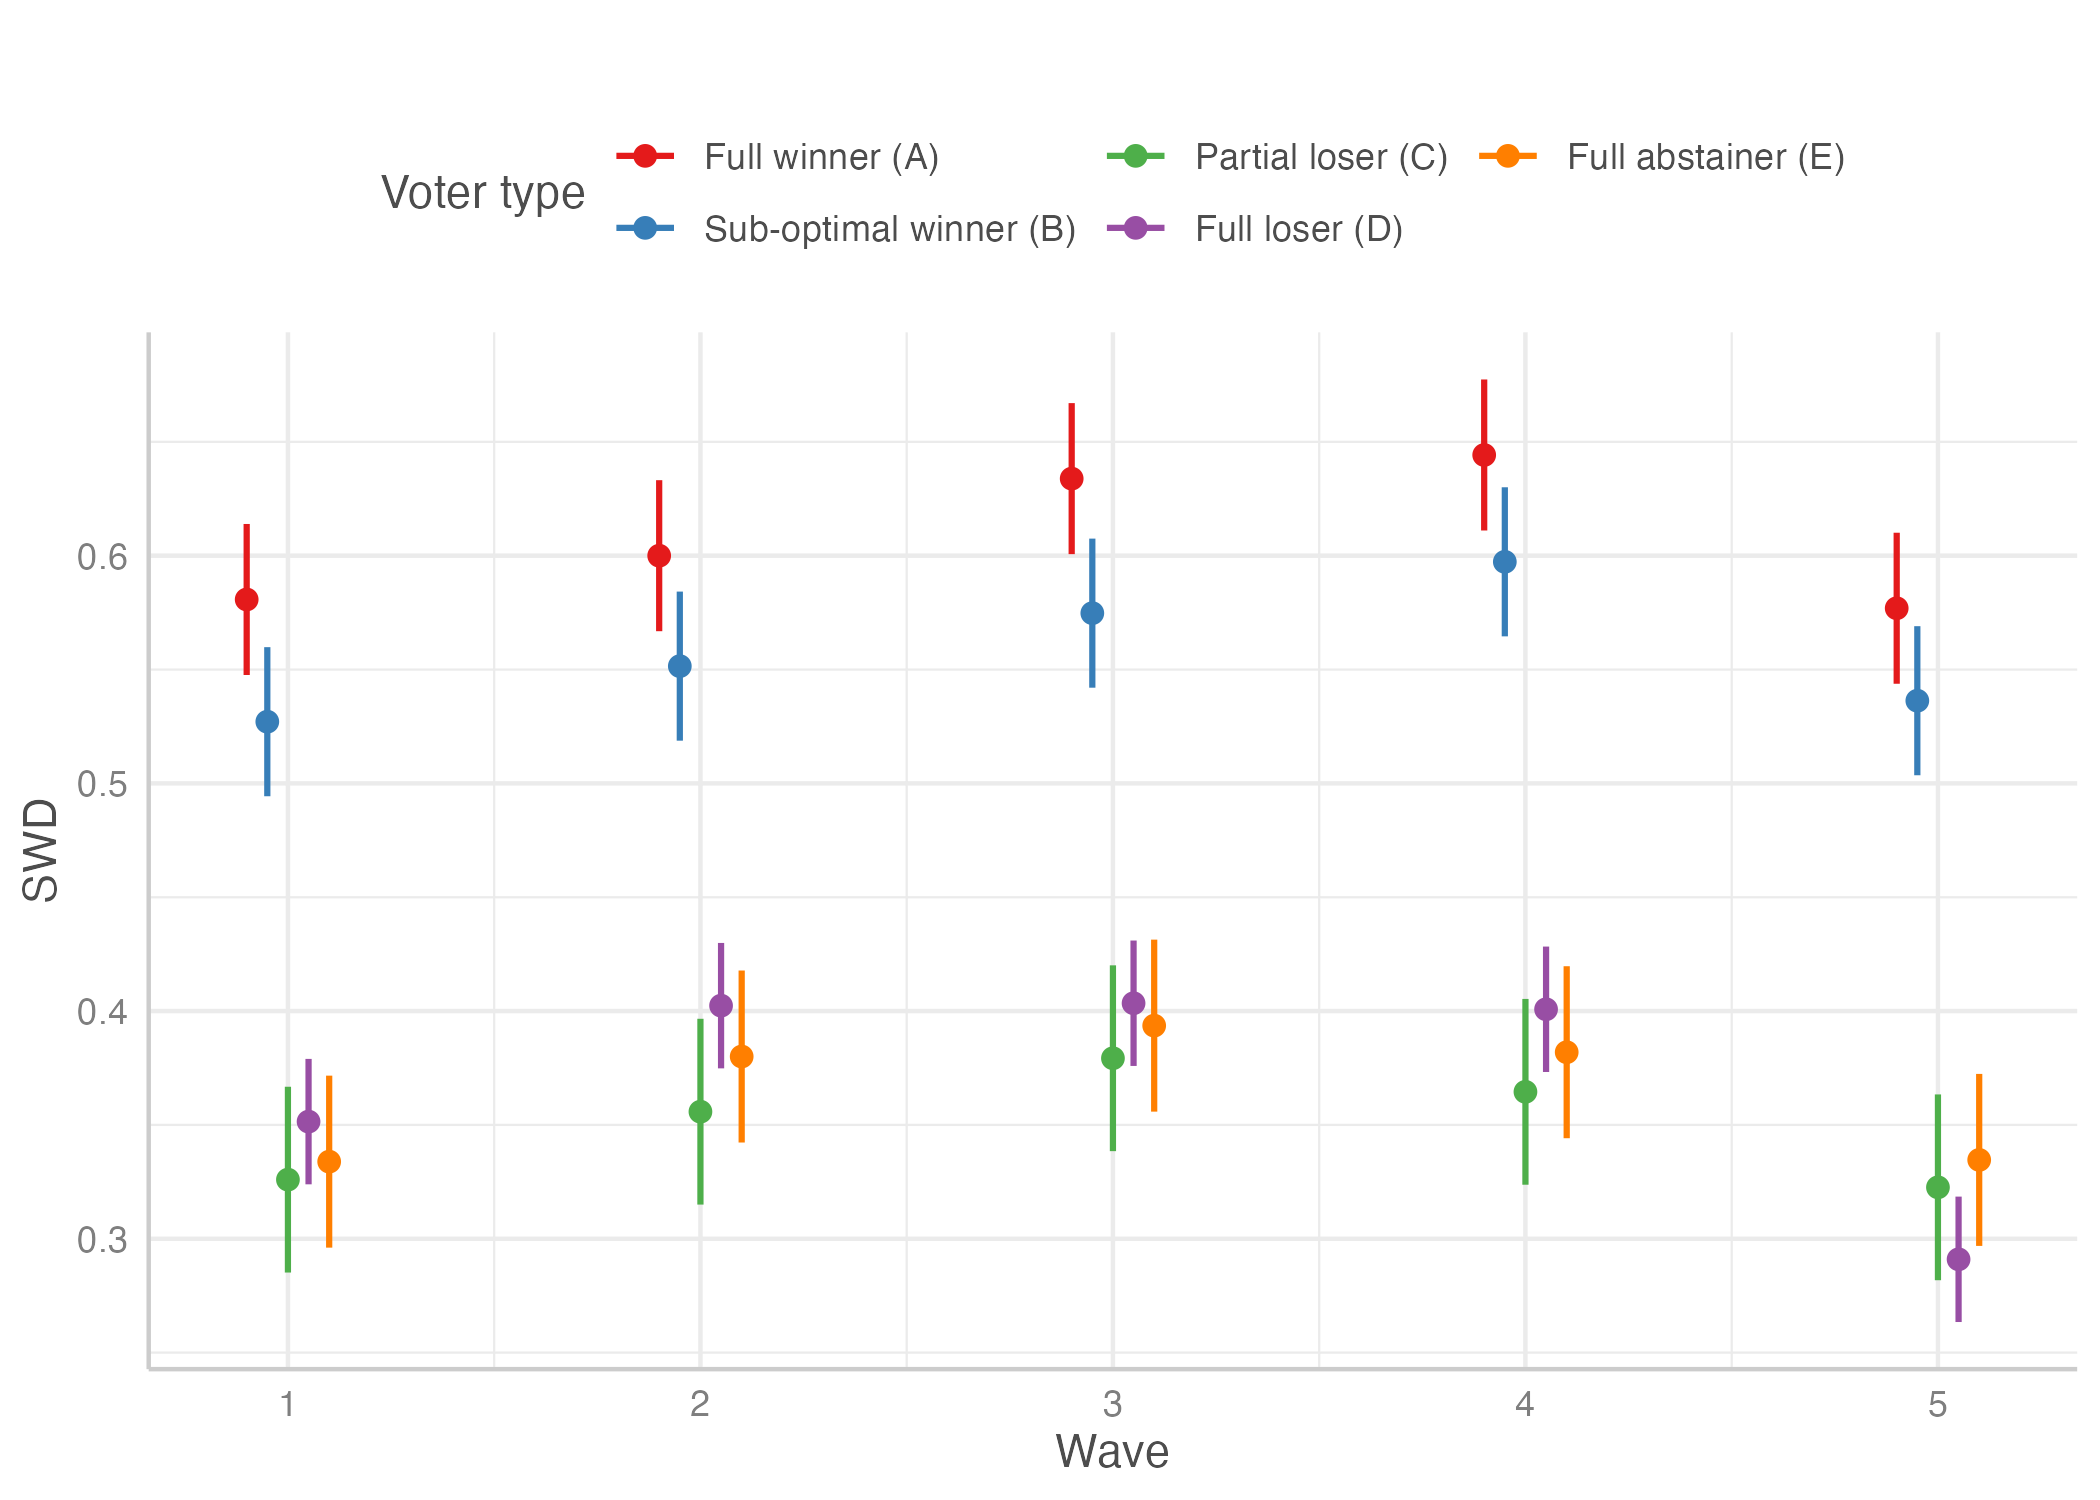 Voter type
Full winner (A)
Partial loser (C)
Full abstainer (E)
Sub-optimal winner (B)
Full loser (D)
SWD
0.6
0.5
0.4
0.3
1
2
3
4
5
Wave